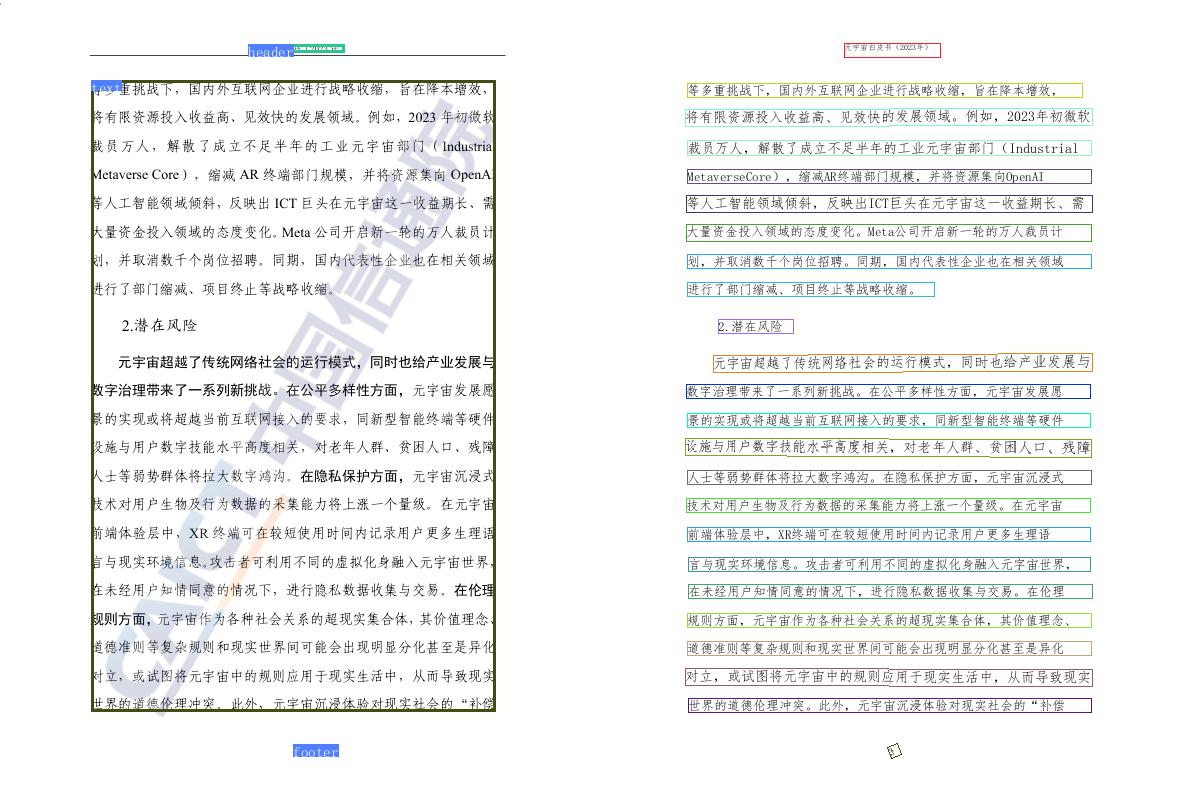 header
text
等多重挑战下，国内外互联网企业进行战略收缩，旨在降本增效，
将有限资源投入收益高、见效快的发展领域。例如，2023 年初微软
裁员万人，解散了成立不足半年的工业元宇宙部门（Industrial
Metaverse Core），缩减 AR 终端部门规模，并将资源集向 OpenAI
等人工智能领域倾斜，反映出 ICT 巨头在元宇宙这一收益期长、需
大量资金投入领域的态度变化。Meta 公司开启新一轮的万人裁员计
划，并取消数千个岗位招聘。同期，国内代表性企业也在相关领域
进行了部门缩减、项目终止等战略收缩。
2.潜在风险
元宇宙超越了传统网络社会的运行模式，同时也给产业发展与
数字治理带来了一系列新挑战。在公平多样性方面，元宇宙发展愿
景的实现或将超越当前互联网接入的要求，同新型智能终端等硬件
设施与用户数字技能水平高度相关，对老年人群、贫困人口、残障
人士等弱势群体将拉大数字鸿沟。在隐私保护方面，元宇宙沉浸式
技术对用户生物及行为数据的采集能力将上涨一个量级。在元宇宙
前端体验层中，XR 终端可在较短使用时间内记录用户更多生理语
言与现实环境信息。攻击者可利用不同的虚拟化身融入元宇宙世界，
在未经用户知情同意的情况下，进行隐私数据收集与交易。在伦理
规则方面，元宇宙作为各种社会关系的超现实集合体，其价值理念、
道德准则等复杂规则和现实世界间可能会出现明显分化甚至是异化
对立，或试图将元宇宙中的规则应用于现实生活中，从而导致现实
世界的道德伦理冲突。此外，元宇宙沉浸体验对现实社会的“补偿
CAICT 中国信通院
footer
元宇宙白皮书（2023年）
等多重挑战下，国内外互联网企业进行战略收缩，旨在降本增效，
将有限资源投入收益高、见效快的发展领域。例如，2023年初微软
裁员万人，解散了成立不足半年的工业元宇宙部门（Industrial
MetaverseCore），缩减AR终端部门规模，并将资源集向OpenAI
等人工智能领域倾斜，反映出ICT巨头在元宇宙这一收益期长、需
大量资金投入领域的态度变化。Meta公司开启新一轮的万人裁员计
划，并取消数千个岗位招聘。同期，国内代表性企业也在相关领域
进行了部门缩减、项目终止等战略收缩。
2.潜在风险
元宇宙超越了传统网络社会的运行模式，同时也给产业发展与
数字治理带来了一系列新挑战。在公平多样性方面，元宇宙发展愿
景的实现或将超越当前互联网接入的要求，同新型智能终端等硬件
设施与用户数字技能水平高度相关，对老年人群、贫困人口、残障
人士等弱势群体将拉大数字鸿沟。在隐私保护方面，元宇宙沉浸式
技术对用户生物及行为数据的采集能力将上涨一个量级。在元宇宙
前端体验层中，XR终端可在较短使用时间内记录用户更多生理语
言与现实环境信息。攻击者可利用不同的虚拟化身融入元宇宙世界，
在未经用户知情同意的情况下，进行隐私数据收集与交易。在伦理
规则方面，元宇宙作为各种社会关系的超现实集合体，其价值理念、
道德准则等复杂规则和现实世界间可能会出现明显分化甚至是异化
对立，或试图将元宇宙中的规则应用于现实生活中，从而导致现实
世界的道德伦理冲突。此外，元宇宙沉浸体验对现实社会的“补偿